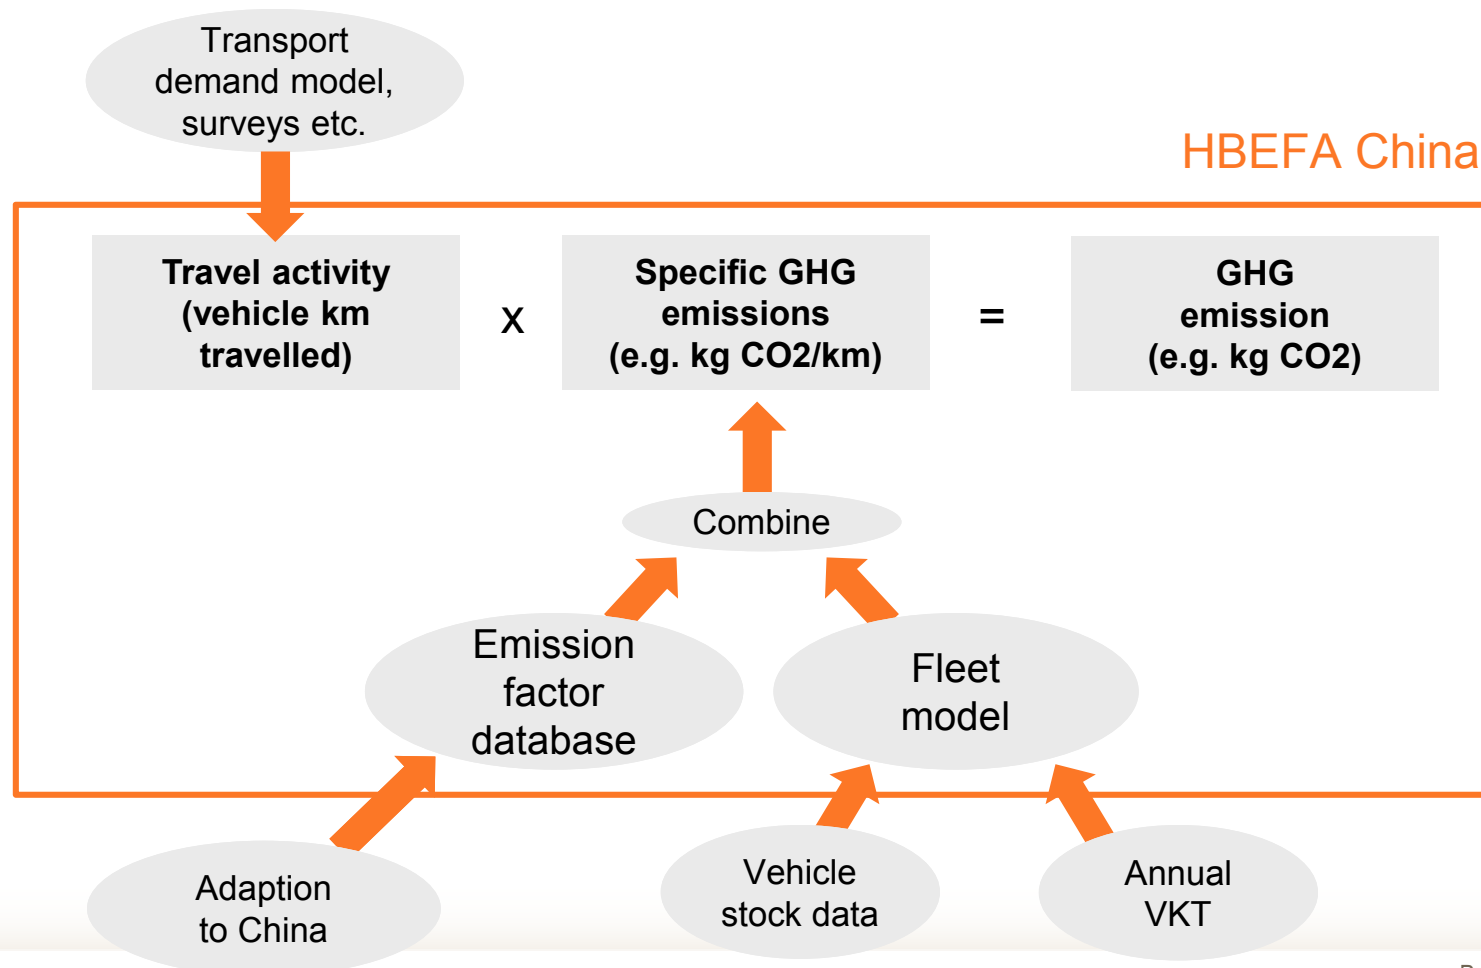 Transport
demand model,
surveys etc.
HBEFA China
Travel activity
(vehicle km
travelled)
x
Specific GHG
emissions
(e.g. kg CO2/km)
=
GHG
emission
(e.g. kg CO2)
Combine
Emission
factor
database
Fleet
model
Adaption
to China
Vehicle
stock data
Annual
VKT